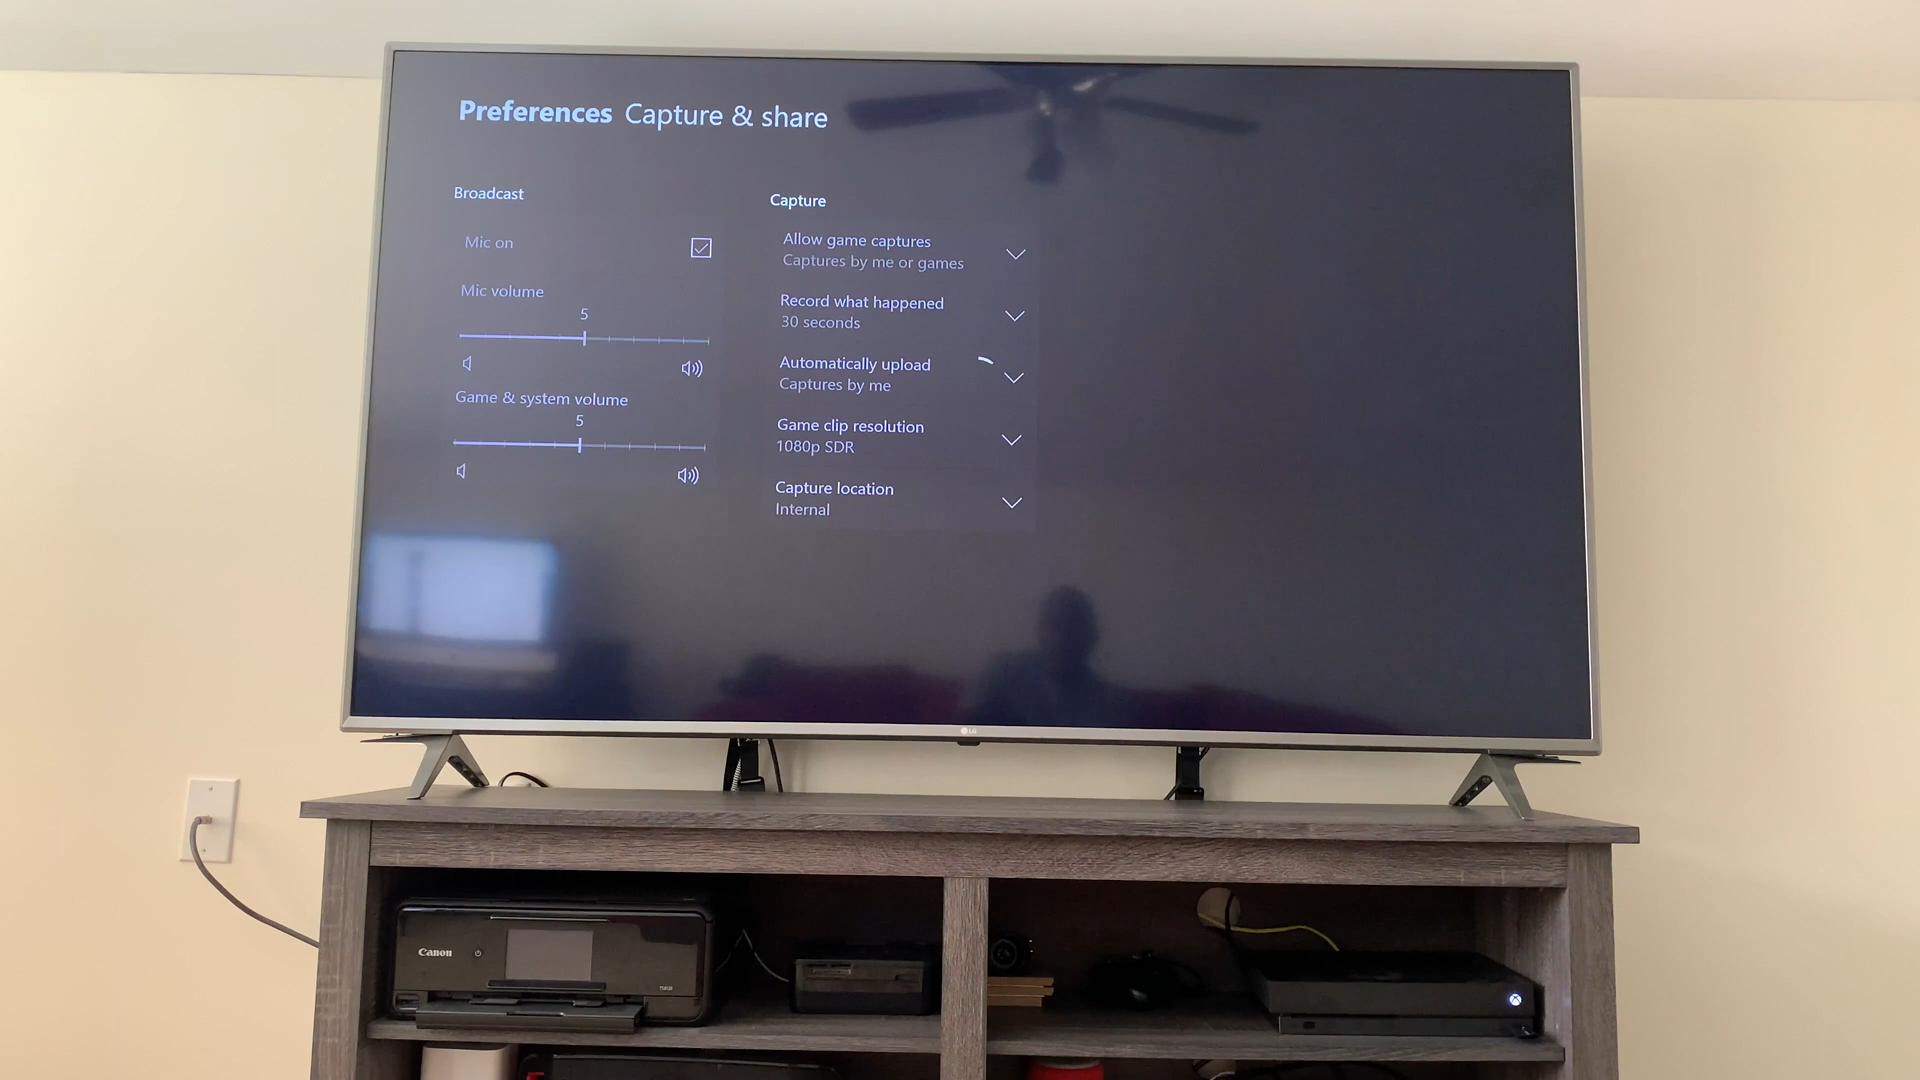 Preferences Capture & share
Broadcast
Mic on
Mic volume
5
Game & system volume
5
Capture
Allow game captures
Captures by me or games
Record what happened
30 seconds
Automatically upload
Captures by me
Game clip resolution
1080p SDR
Capture location
Internal
LG
Canon